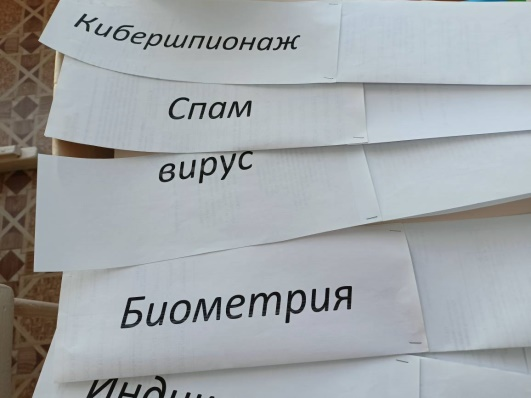 Кибершпионаж
Спам
вирус
Биометрия